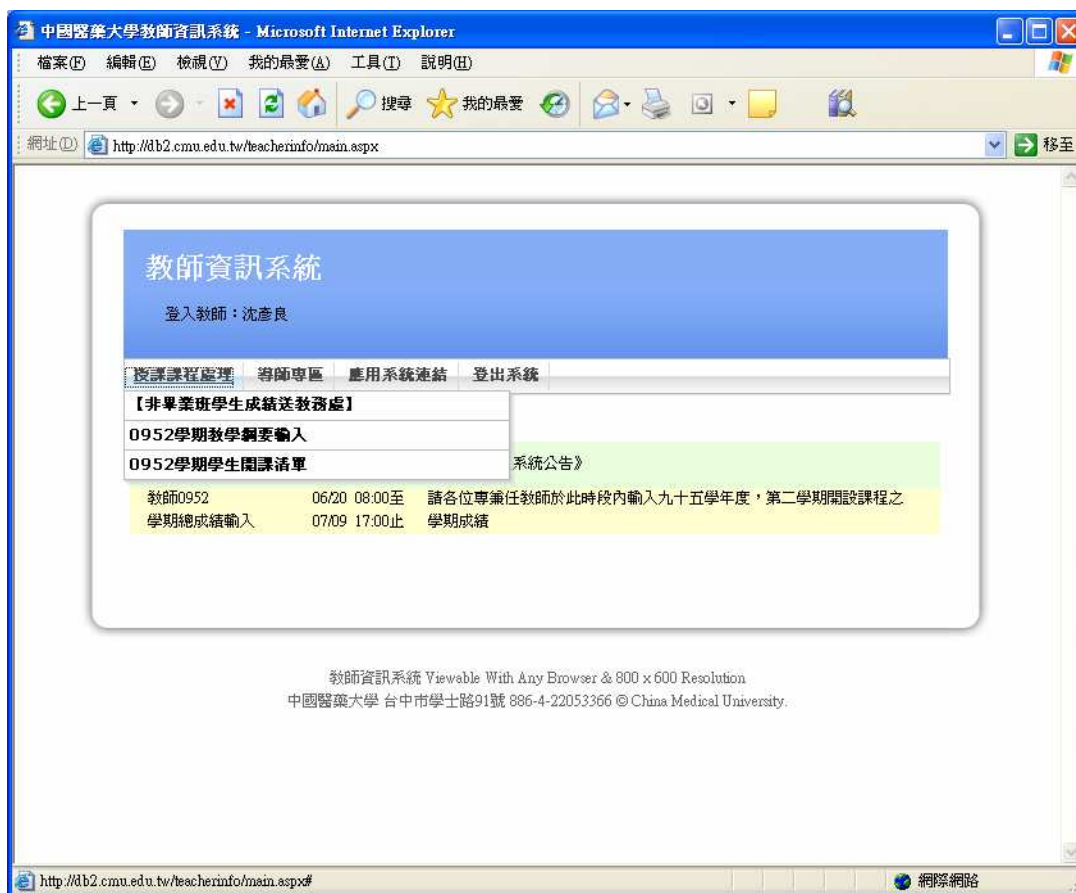 中國醫藥大學教師資訊系統 - Microsoft Internet Explorer
檔案(F) 編輯(E) 檢視(V) 我的最愛(A) 工具(T) 說明(H)
上一頁 搜尋 我的最愛
網址(D) http://db2.cmu.edu.tw/teacherinfo/main.aspx 移至
教師資訊系統
登入教師：沈彥良
授課課程處理 導師專區 應用系統連結 登出系統
【非畢業班學生成績送教務處】
0952學期教學綱要輸入
0952學期學生開課清單 系統公告》
教師0952 06/20 08:00至 請各位專兼任教師於此時段內輸入九十五學年度，第二學期開設課程之
學期總成績輸入 07/09 17:00止 學期成績
教師資訊系統 Viewable With Any Browser & 800 x 600 Resolution
中國醫藥大學 台中市學士路91號 886-4-22053366 © China Medical University.
http://db2.cmu.edu.tw/teacherinfo/main.aspx# 網際網路